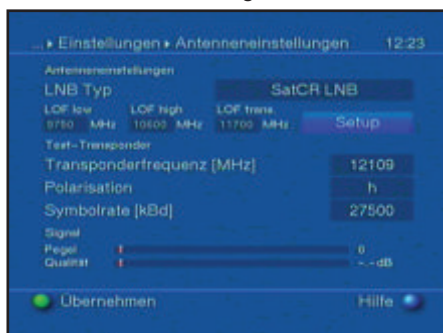 ... ▸ Einstellungen ▸ Antenneneinstellungen 12:23
Antenneneinstellungen
LNB Typ SatCR LNB
LOF low LOF high LOF trans.
9750 MHz 10600 MHz 11700 MHz Setup
Test-Transponder
Transponderfrequenz [MHz] 12109
Polarisation h
Symbolrate [kBd] 27500
Signal
Pegel 0
Qualität -.-dB
Übernehmen Hilfe